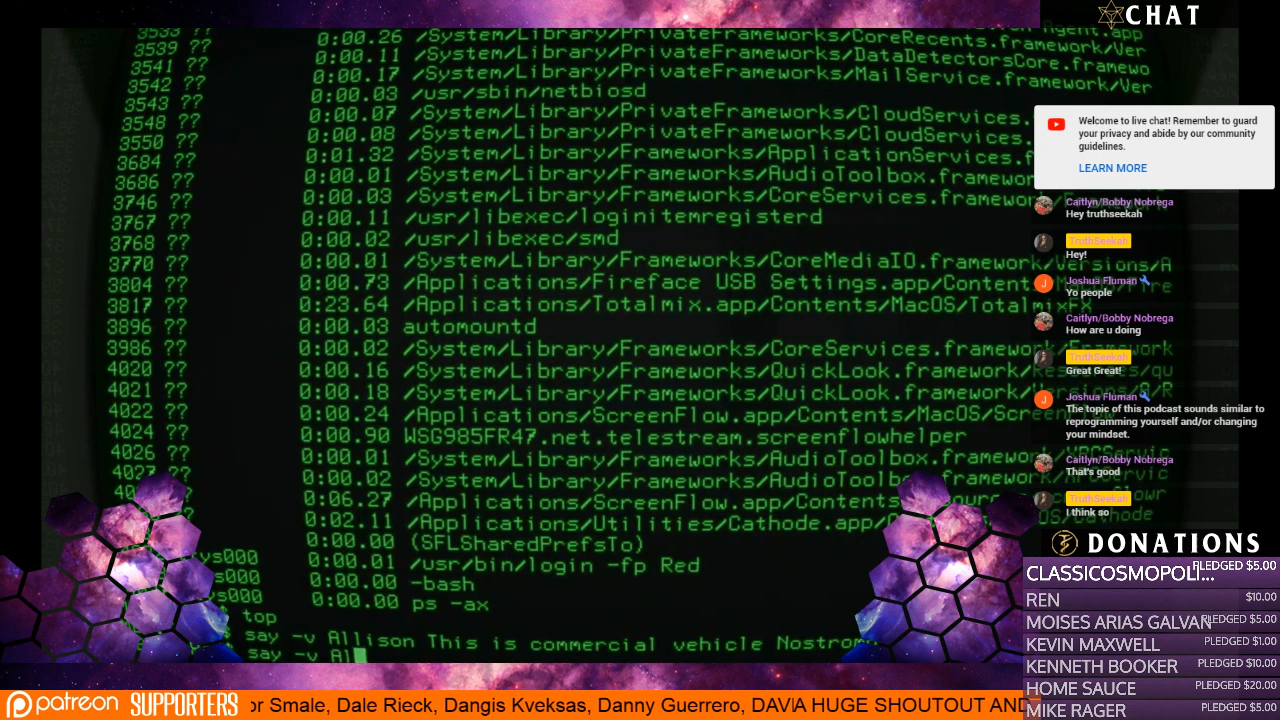 3539 ??
3541 ??
3542 ??
3543 ??
3548 ??
3550 ??
3684 ??
3686 ??
3746 ??
3767 ??
3768 ??
3770 ??
3804 ??
3817 ??
3896 ??
3986 ??
4020 ??
4021 ??
4022 ??
4024 ??
4026 ??
4027 ??
0:00.26 /System/Library/PrivateFrameworks/CoreRecents.framework/Ver
0:00.11 /System/Library/PrivateFrameworks/DataDetectorsCore.framewo
0:00.17 /System/Library/PrivateFrameworks/MailService.framework/Ver
0:00.03 /usr/sbin/netbiosd
0:00.07 /System/Library/PrivateFrameworks/CloudServices.
0:00.08 /System/Library/PrivateFrameworks/CloudServices.
0:01.32 /System/Library/Frameworks/ApplicationServices.f
0:00.01 /System/Library/Frameworks/AudioToolbox.framewor
0:00.03 /System/Library/Frameworks/CoreServices.framewor
0:00.11 /usr/libexec/loginitemregisterd
0:00.02 /usr/libexec/smd
0:00.01 /System/Library/Frameworks/CoreMediaIO.framework/Versions/A
0:00.73 /Applications/Fireface USB Settings.app/Content
0:22.64 /Applications/Totalmix.app/Contents/MacOS/Totalmix
0:00.03 automountd
0:00.02 /System/Library/Frameworks/CoreServices.framework/Framework
0:00.07 /System/Library/Frameworks/QuickLook.framework/
0:00.18 /System/Library/Frameworks/QuickLook.framework/
0:00.24 /Applications/ScreenFlow.app/Contents/MacOS/Screen
0:00.90 WSG985FR47.net.telestream.screenflowhelper
0:00.01 /System/Library/Frameworks/AudioToolbox.framework/XPCServic
0:00.02 /System/Library/Frameworks/AudioToolbox.framework/XPCServic
0:06.27 /Applications/ScreenFlow.app/Contents
0:02.11 /Applications/Utilities/Cathode.app/
0:00.00 (SFLSharedPrefsTo)
ys000 0:00.01 /usr/bin/login -fp Red
s000 0:00.00 -bash
s000 0:00.00 ps -ax
$ top
$ say -v Allison This is commercial vehicle Nostrom
say -v Al
CHAT
Welcome to live chat! Remember to guard
your privacy and abide by our community
guidelines.
LEARN MORE
Caitlyn/Bobby Nobrega
Hey truthseekah
TruthSeekah
Hey!
Joshua Fluman
Yo people
Caitlyn/Bobby Nobrega
How are u doing
TruthSeekah
Great Great!
Joshua Fluman
The topic of this podcast sounds similar to
reprogramming yourself and/or changing
your mindset.
Caitlyn/Bobby Nobrega
That's good
TruthSeekah
I think so
DONATIONS
CLASSICOSMOPOLI... PLEDGED $5.00
REN $10.00
MOISES ARIAS GALVAN PLEDGED $5.00
KEVIN MAXWELL PLEDGED $1.00
KENNETH BOOKER PLEDGED $10.00
HOME SAUCE PLEDGED $20.00
MIKE RAGER PLEDGED $5.00
patreon SUPPORTERS or Smale, Dale Rieck, Dangis Kveksas, Danny Guerrero, DAVIA HUGE SHOUTOUT AND